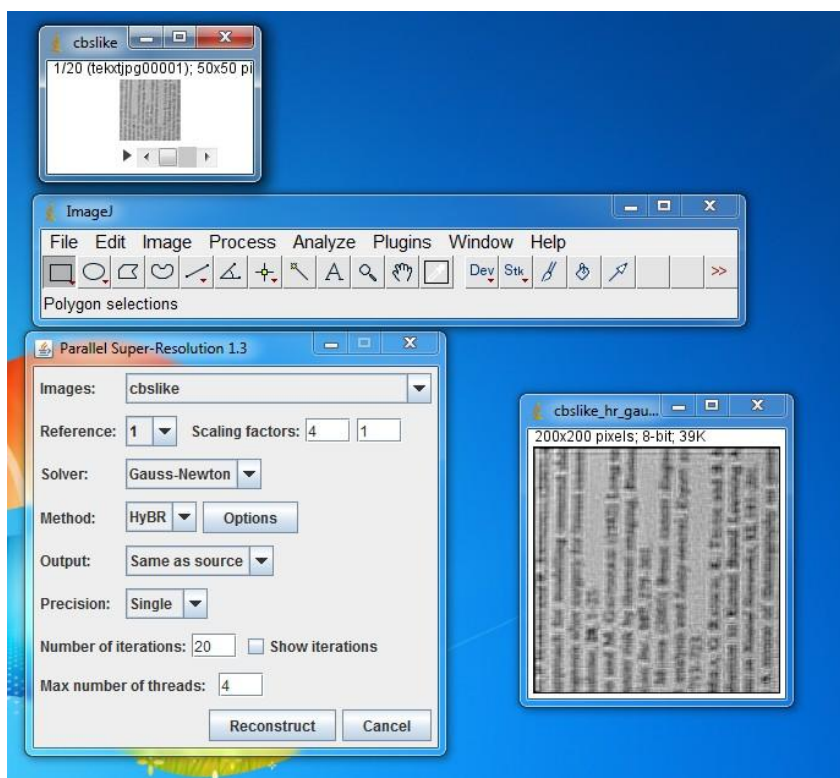 cbslike
1/20 (tekxtjpg00001); 50x50 pi
ImageJ
File Edit Image Process Analyze Plugins Window Help
Dev Stk >>
Polygon selections
Parallel Super-Resolution 1.3
Images: cbslike
Reference: 1 Scaling factors: 4 1
Solver: Gauss-Newton
Method: HyBR Options
Output: Same as source
Precision: Single
Number of iterations: 20 Show iterations
Max number of threads: 4
Reconstruct Cancel
cbslike_hr_gau...
200x200 pixels; 8-bit; 39K